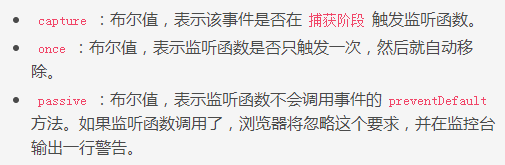 • capture ：布尔值，表示该事件是否在 捕获阶段 触发监听函数。
• once ：布尔值，表示监听函数是否只触发一次，然后就自动移
除。
• passive ：布尔值，表示监听函数不会调用事件的 preventDefault
方法。如果监听函数调用了，浏览器将忽略这个要求，并在监控台
输出一行警告。